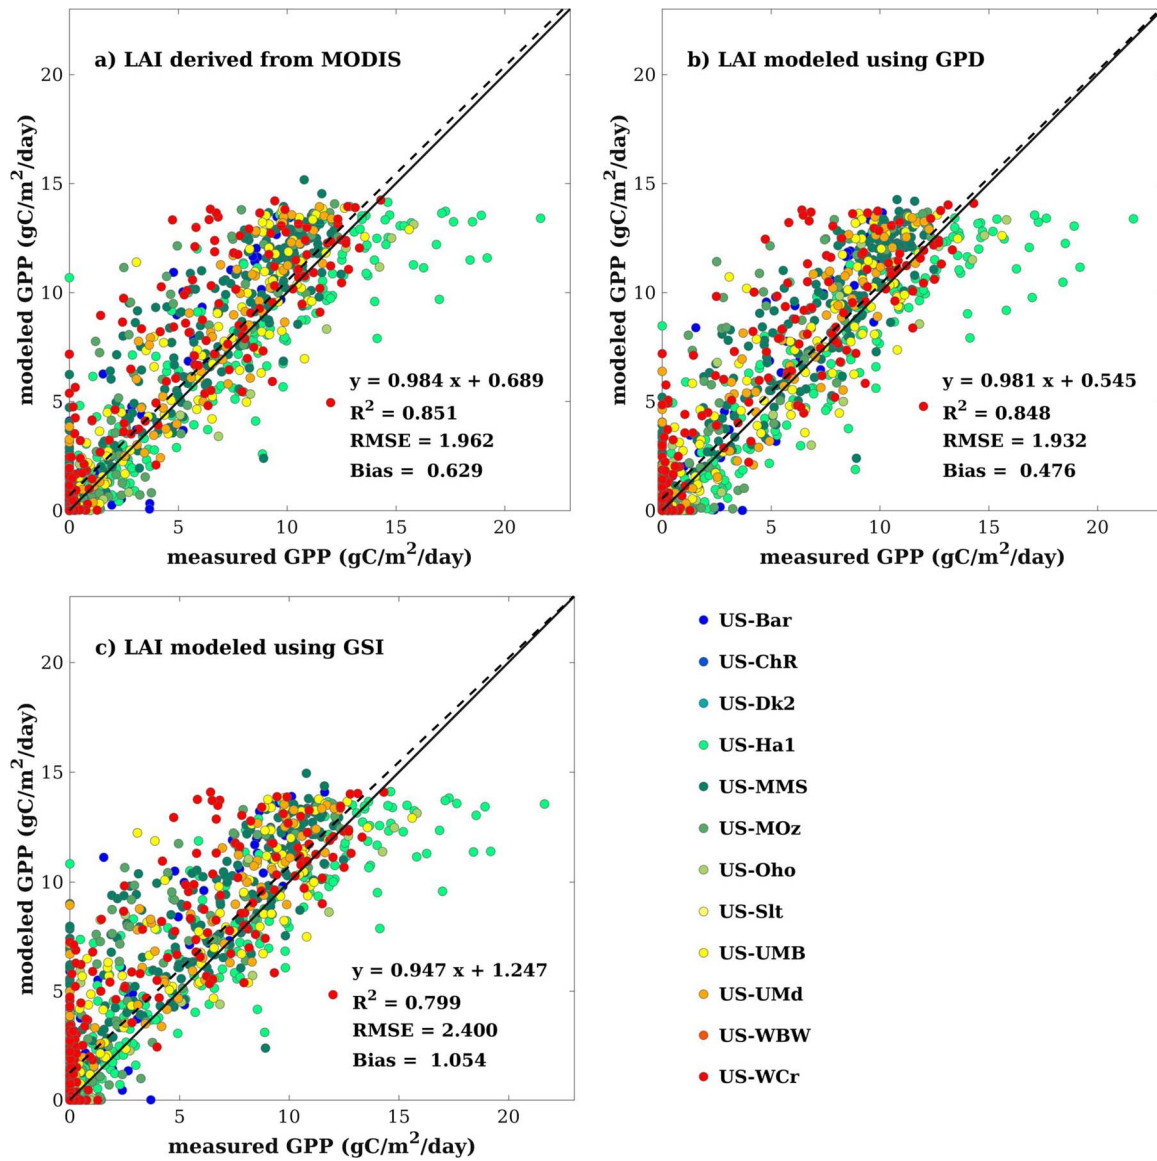 a) LAI derived from MODIS
modeled GPP (gC/m²/day)
20
15
10
5
0
y = 0.984 x + 0.689
R² = 0.851
RMSE = 1.962
Bias = 0.629
0 5 10 15 20
measured GPP (gC/m²/day)
b) LAI modeled using GPD
modeled GPP (gC/m²/day)
20
15
10
5
0
y = 0.981 x + 0.545
R² = 0.848
RMSE = 1.932
Bias = 0.476
0 5 10 15 20
measured GPP (gC/m²/day)
c) LAI modeled using GSI
modeled GPP (gC/m²/day)
20
15
10
5
0
y = 0.947 x + 1.247
R² = 0.799
RMSE = 2.400
Bias = 1.054
0 5 10 15 20
measured GPP (gC/m²/day)
US-Bar
US-ChR
US-Dk2
US-Ha1
US-MMS
US-MOz
US-Oho
US-Slt
US-UMB
US-UMd
US-WBW
US-WCr